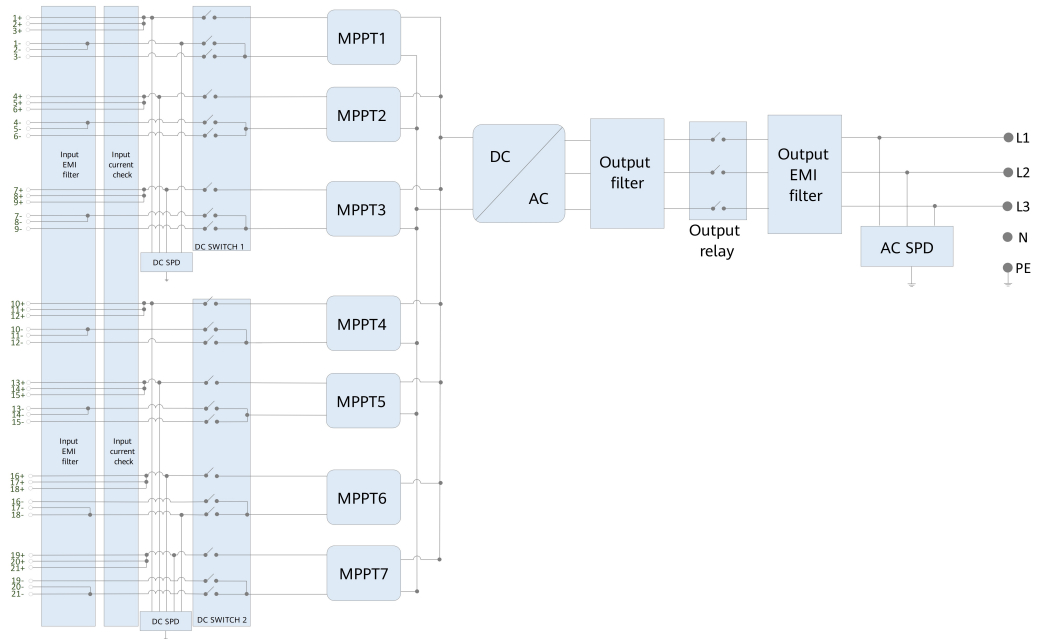 1+
2+
3+
1-
2-
3-
MPPT1
4+
5+
6+
4-
5-
6-
MPPT2
Input
EMI
filter
Input
current
check
7+
8+
9+
7-
8-
9-
MPPT3
DC SWITCH 1
DC SPD
DC
AC
Output
filter
Output
relay
Output
EMI
filter
L1
L2
L3
N
PE
AC SPD
10+
11+
12+
10-
11-
12-
MPPT4
13+
14+
15+
13-
14-
15-
MPPT5
Input
EMI
filter
Input
current
check
16+
17+
18+
16-
17-
18-
MPPT6
19+
20+
21+
19-
20-
21-
MPPT7
DC SPD
DC SWITCH 2